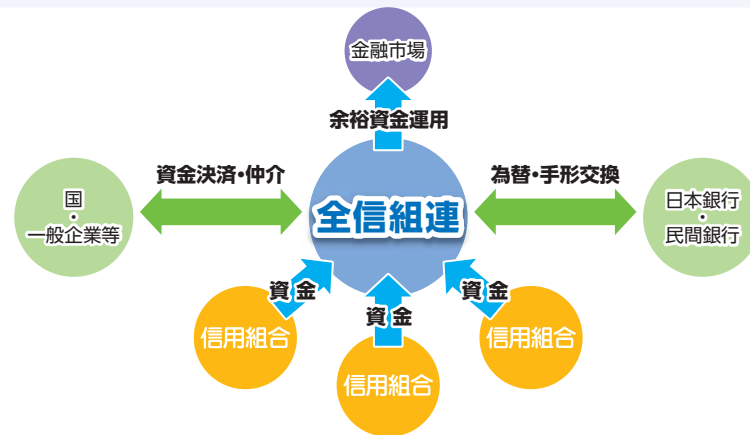 金融市場
余裕資金運用
資金決済・仲介
為替・手形交換
国
・
一般企業等
全信組連
日本銀行
・
民間銀行
資金
資金
資金
信用組合
信用組合
信用組合